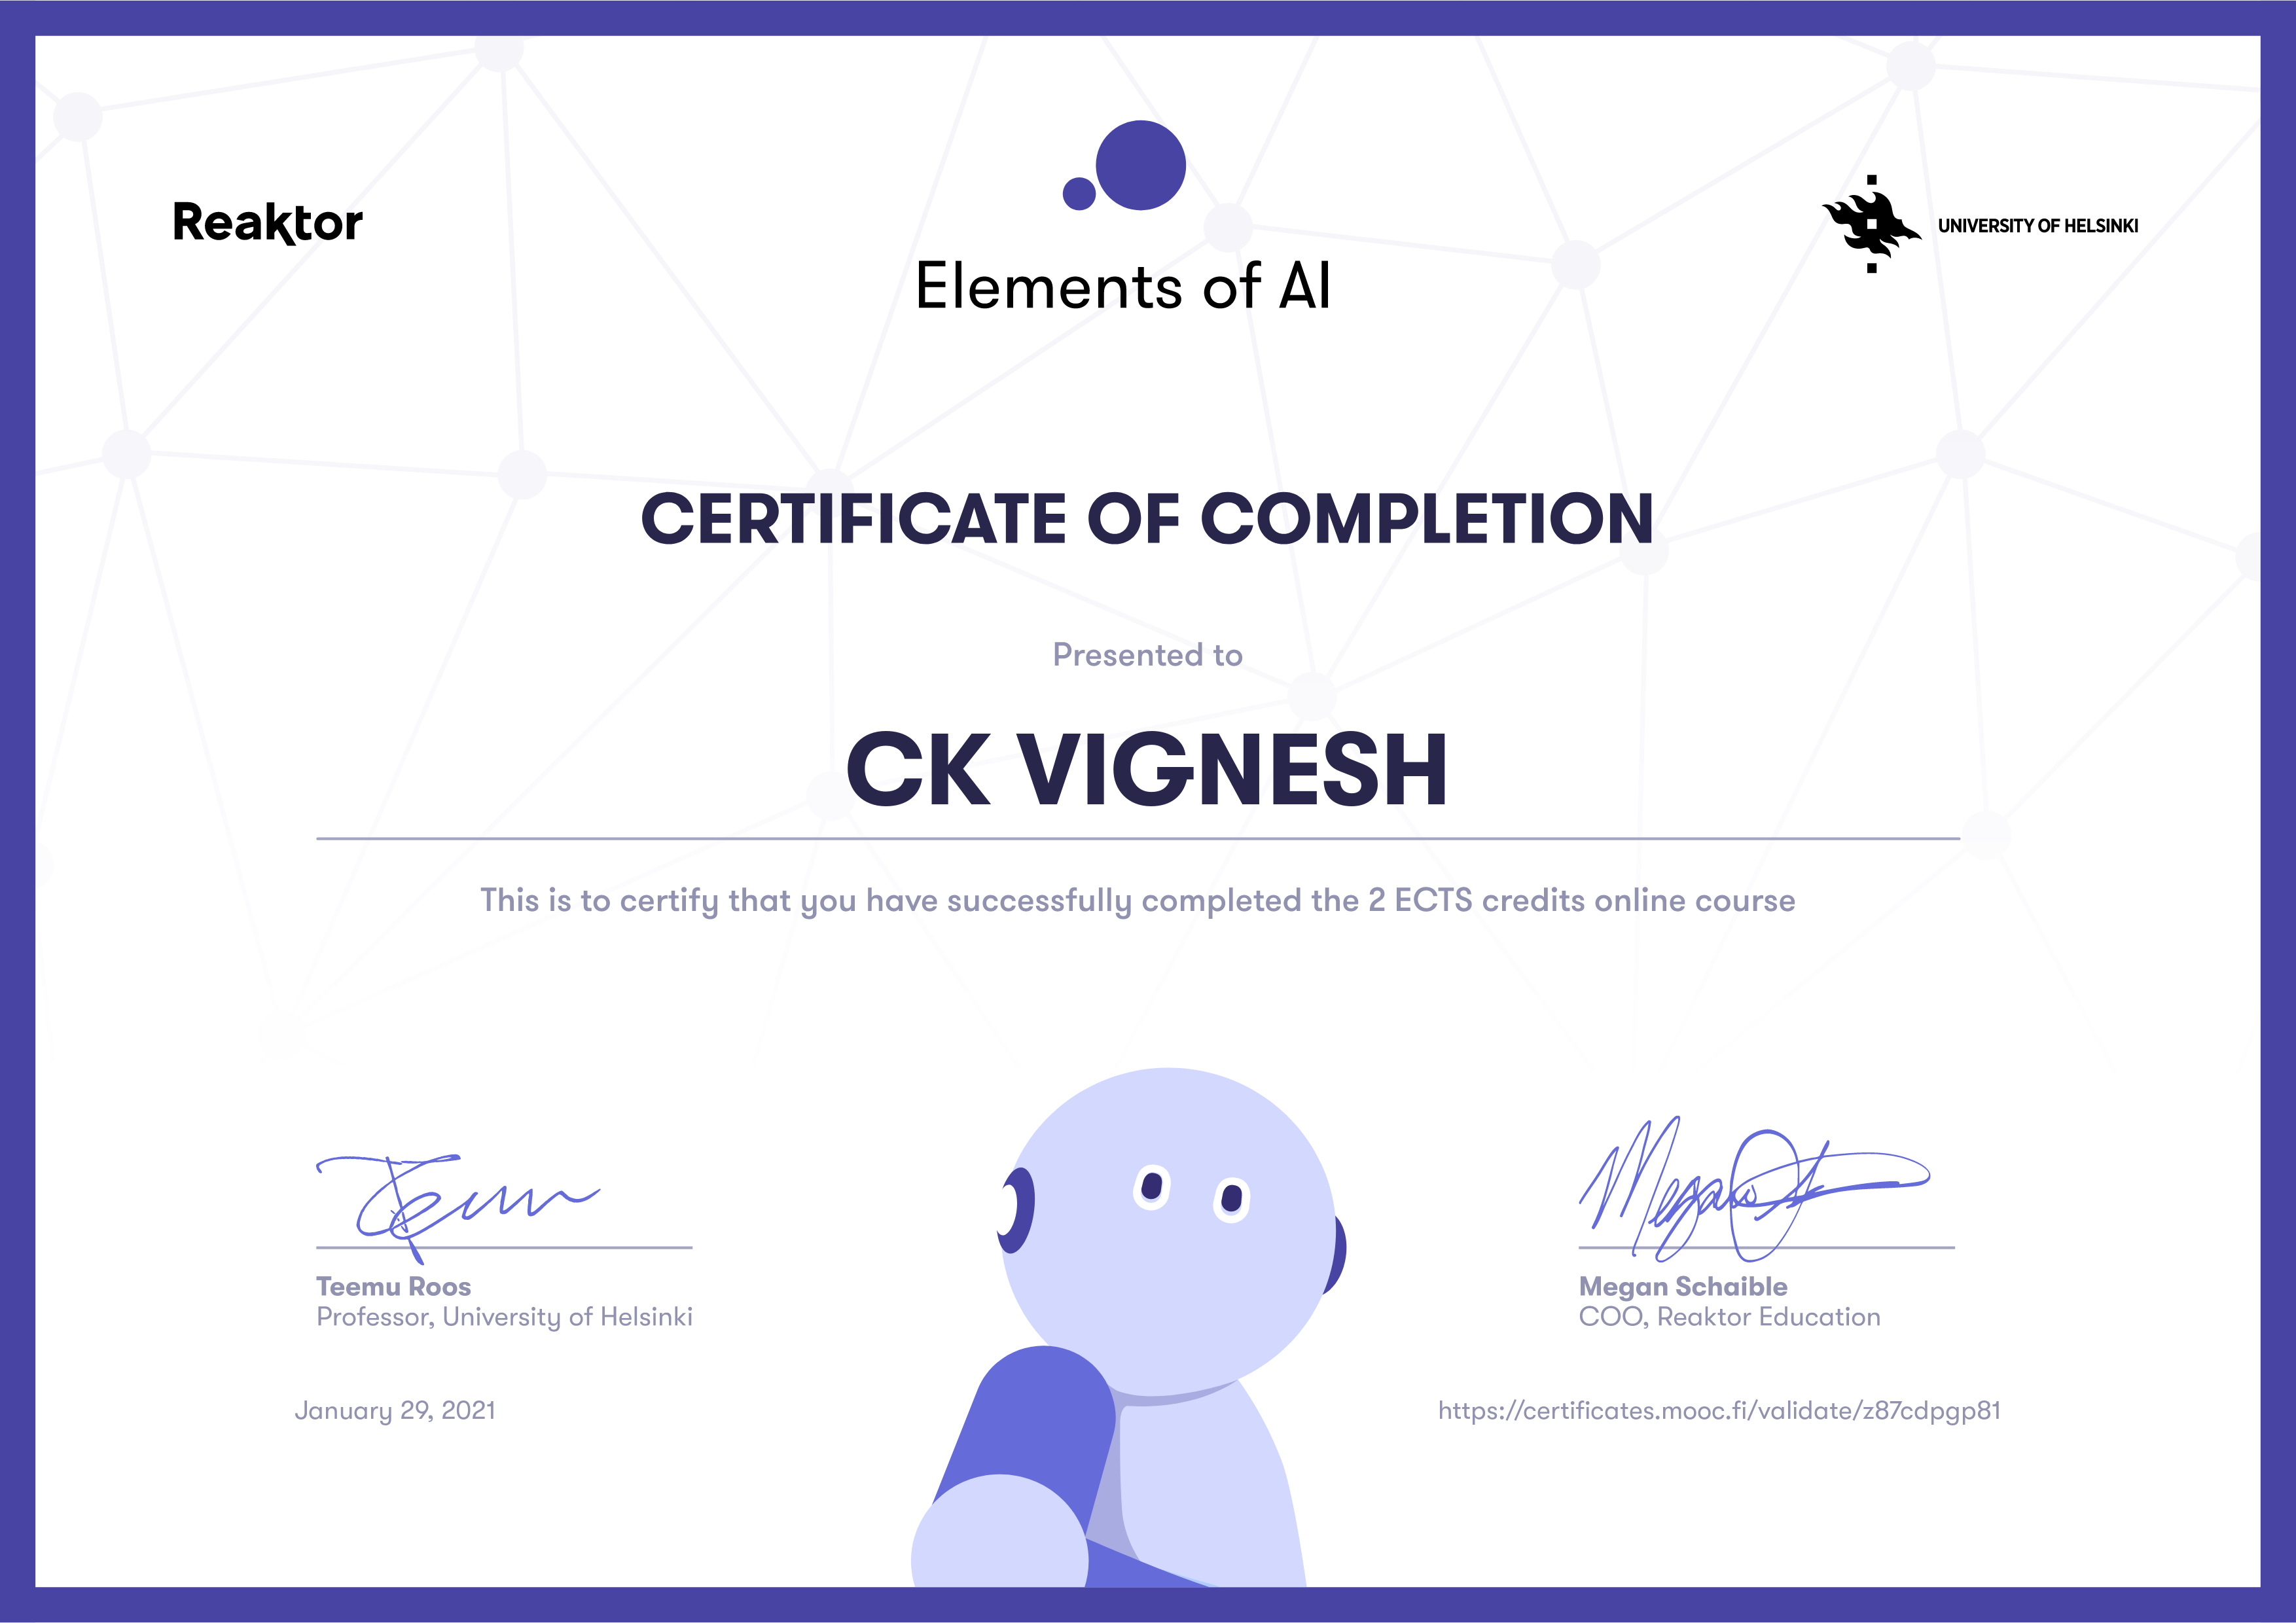 Reaktor
Elements of AI
UNIVERSITY OF HELSINKI
CERTIFICATE OF COMPLETION
Presented to
CK VIGNESH
This is to certify that you have successfully completed the 2 ECTS credits online course
Teemu Roos
Professor, University of Helsinki
Megan Schaible
COO, Reaktor Education
January 29, 2021
https://certificates.mooc.fi/validate/z87cdpgp81